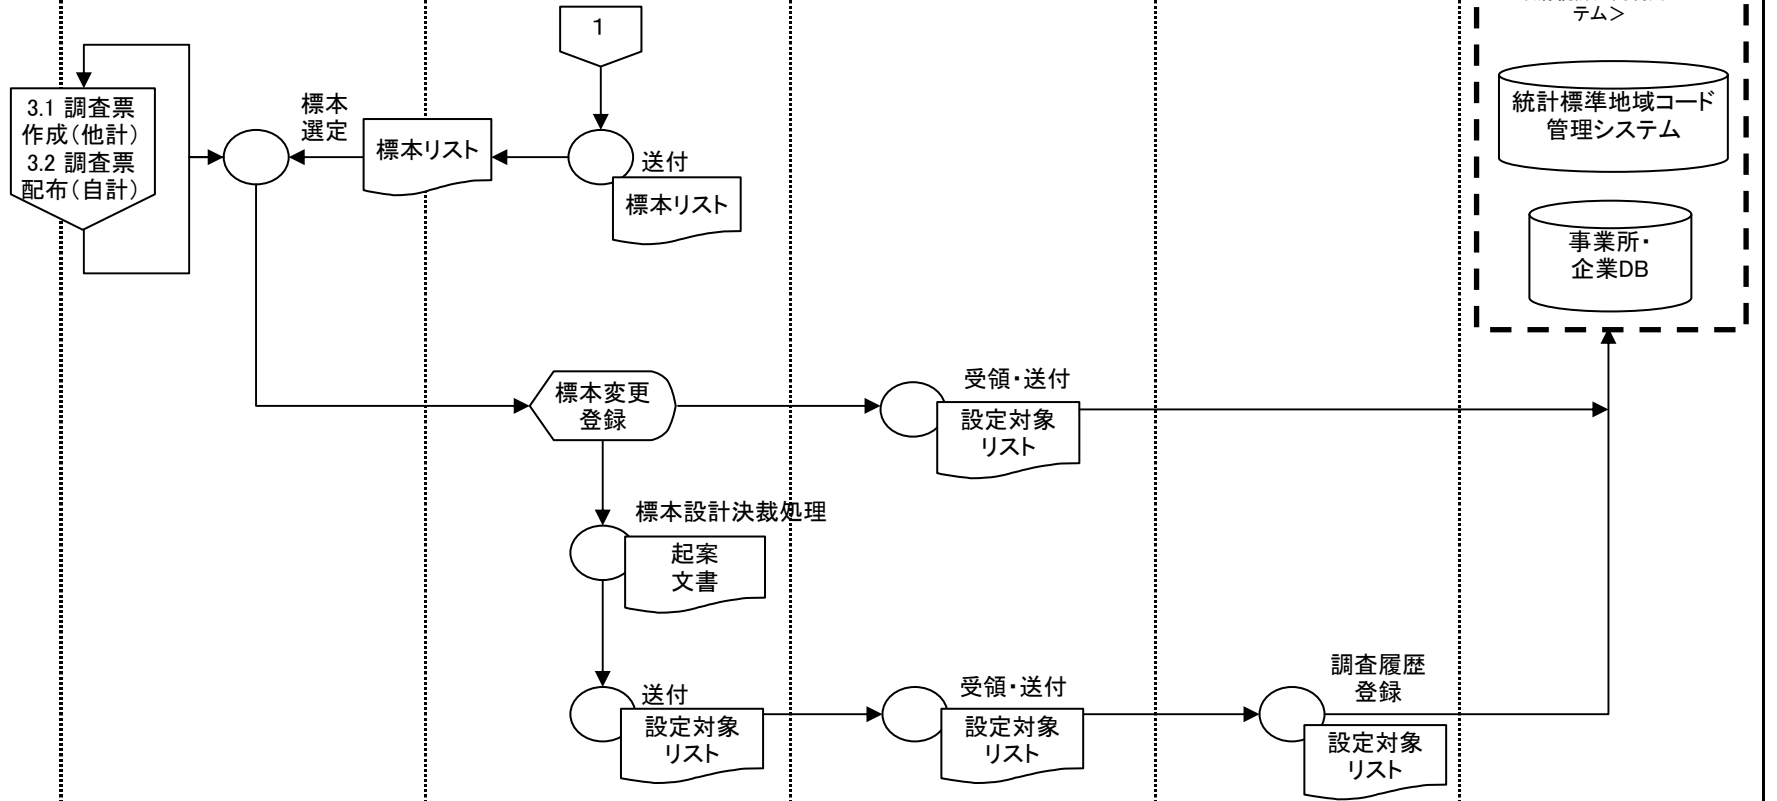 テム＞
1
3.1 調査票
作成（他計）
3.2 調査票
配布（自計）
標本
選定
標本リスト
送付
標本リスト
統計標準地域コード
管理システム
事業所・
企業DB
標本変更
登録
受領・送付
設定対象
リスト
標本設計決裁処理
起案
文書
送付
設定対象
リスト
受領・送付
設定対象
リスト
調査履歴
登録
設定対象
リスト